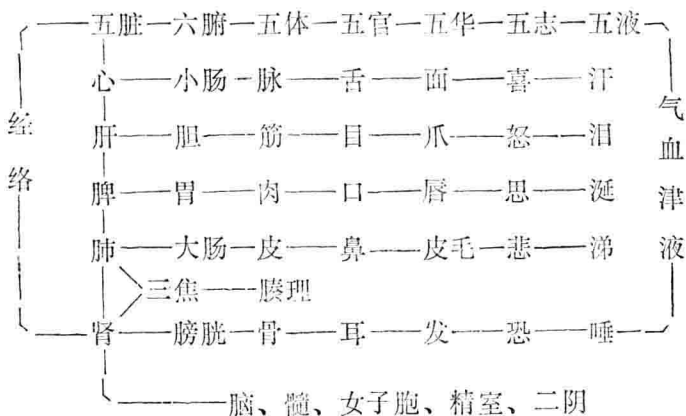 五脏 六腑 五体 五官 五华 五志 五液
心 小肠 脉 舌 面 喜 汗
肝 胆 筋 目 爪 怒 泪
脾 胃 肉 口 唇 思 涎
肺 大肠 皮 鼻 皮毛 悲 涕
三焦 腠理
肾 膀胱 骨 耳 发 恐 唾
脑、髓、女子胞、精室、二阴
经络
气血津液